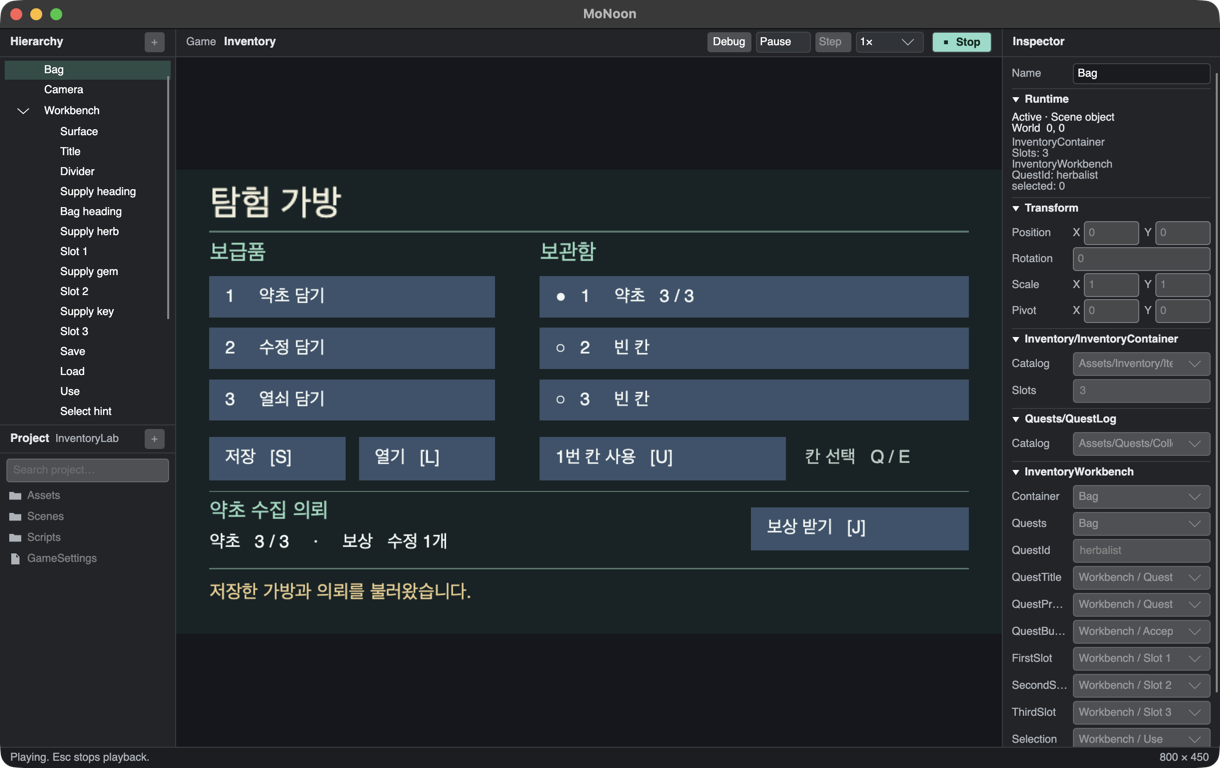 MoNoon
Hierarchy +
Bag
Camera
Workbench
Surface
Title
Divider
Supply heading
Bag heading
Supply herb
Slot 1
Supply gem
Slot 2
Supply key
Slot 3
Save
Load
Use
Select hint
Project InventoryLab +
Search project...
Assets
Scenes
Scripts
GameSettings
Game Inventory Debug Pause Step 1× Stop
탐험 가방
보급품 보관함
1 약초 담기
2 수정 담기
3 열쇠 담기
● 1 약초 3 / 3
○ 2 빈 칸
○ 3 빈 칸
저장 [S] 열기 [L] 1번 칸 사용 [U] 칸 선택 Q / E
약초 수집 의뢰
약초 3 / 3 · 보상 수정 1개
보상 받기 [J]
저장한 가방과 의뢰를 불러왔습니다.
Inspector
Name Bag
Runtime
Active · Scene object
World 0, 0
InventoryContainer
Slots: 3
InventoryWorkbench
QuestId: herbalist
selected: 0
Transform
Position X 0 Y 0
Rotation 0
Scale X 1 Y 1
Pivot X 0 Y 0
Inventory/InventoryContainer
Catalog Assets/Inventory/Ite
Slots 3
Quests/QuestLog
Catalog Assets/Quests/Coll
InventoryWorkbench
Container Bag
Quests Bag
QuestId herbalist
QuestTitle Workbench / Quest
QuestPr... Workbench / Quest
QuestBu... Workbench / Accep
FirstSlot Workbench / Slot 1
SecondS... Workbench / Slot 2
ThirdSlot Workbench / Slot 3
Selection Workbench / Use
Playing. Esc stops playback. 800 × 450